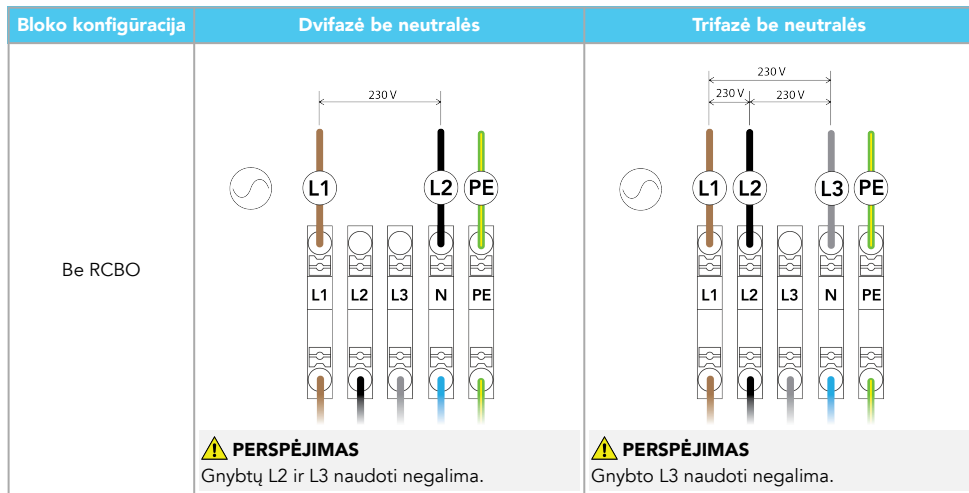 Bloko konfigūracija
Dvifazė be neutralės
Trifazė be neutralės
Be RCBO
230 V
L1 L2 PE
L1 L2 L3 N PE
PERSPĖJIMAS
Gnybtų L2 ir L3 naudoti negalima.
230 V
230 V 230 V
L1 L2 L3 PE
L1 L2 L3 N PE
PERSPĖJIMAS
Gnybto L3 naudoti negalima.